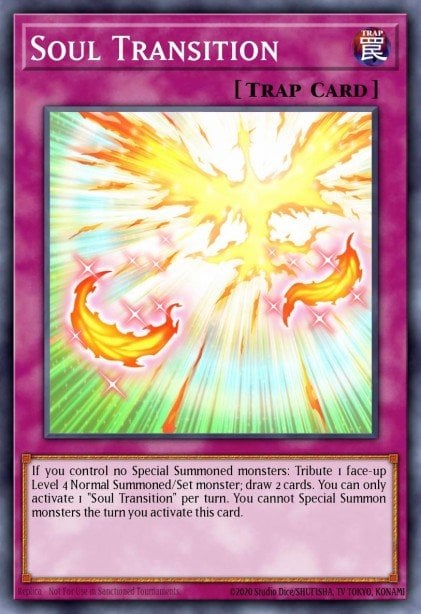 Soul Transition
TRAP
罠
[Trap Card]
If you control no Special Summoned monsters: Tribute 1 face-up
Level 4 Normal Summoned/Set monster; draw 2 cards. You can only
activate 1 "Soul Transition" per turn. You cannot Special Summon
monsters the turn you activate this card.
Replica - Not For Use in Sanctioned Tournaments
©2020 Studio Dice/SHUEISHA, TV TOKYO, KONAMI